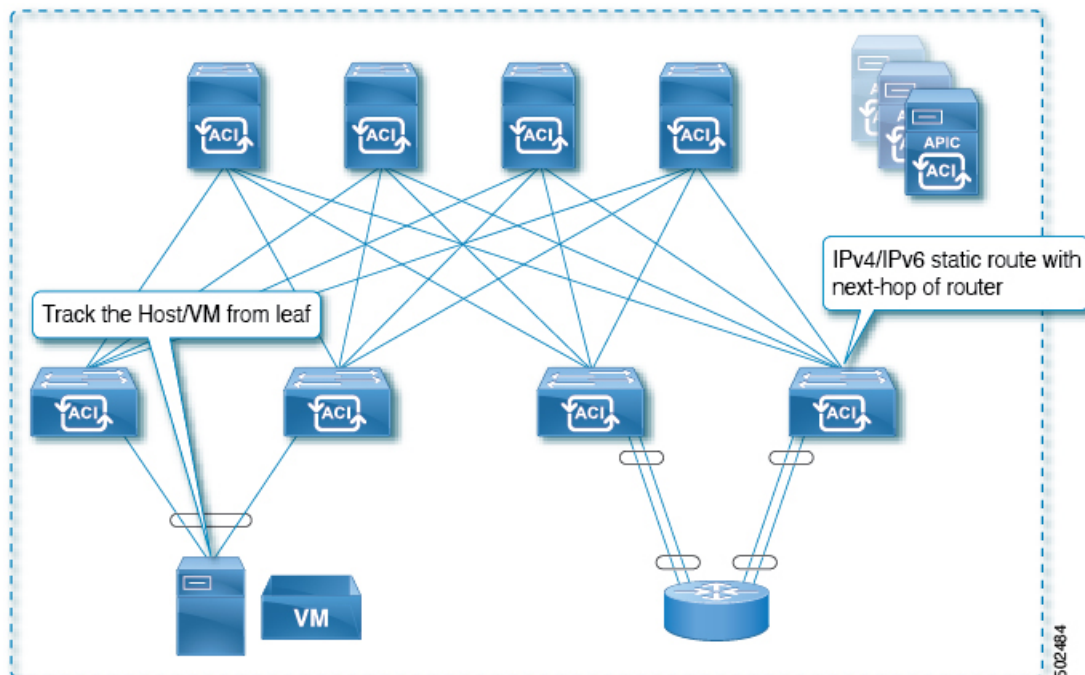 ACI
ACI
ACI
ACI
A
A
APIC
ACI
IPv4/IPv6 static route with
next-hop of router
Track the Host/VM from leaf
ACI
ACI
ACI
ACI
VM
502484